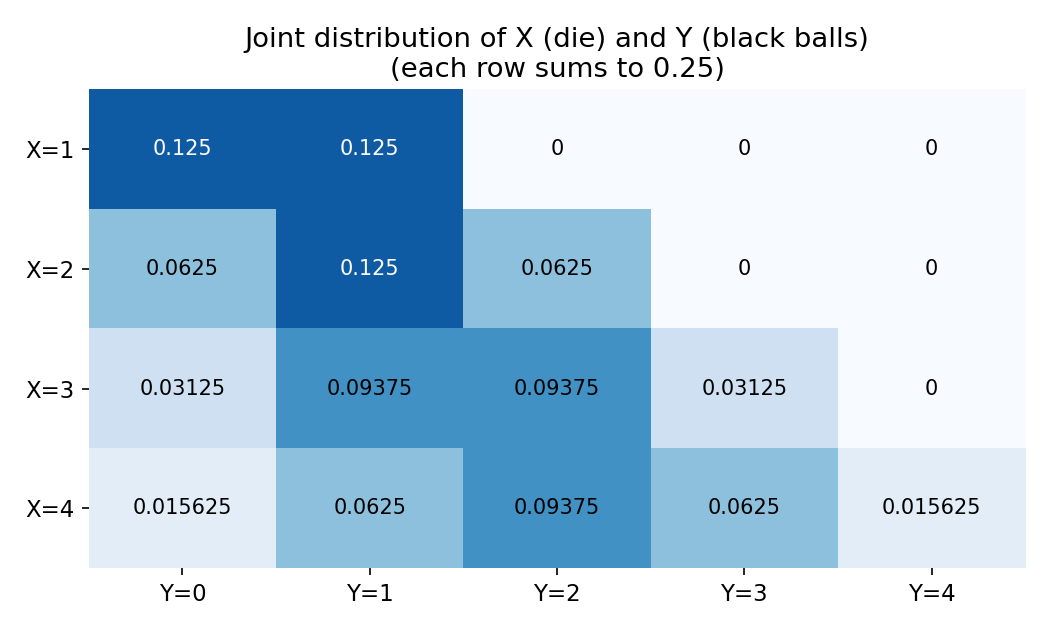 Joint distribution of X (die) and Y (black balls)
(each row sums to 0.25)
X=1 0.125 0.125 0 0 0
X=2 0.0625 0.125 0.0625 0 0
X=3 0.03125 0.09375 0.09375 0.03125 0
X=4 0.015625 0.0625 0.09375 0.0625 0.015625
Y=0 Y=1 Y=2 Y=3 Y=4